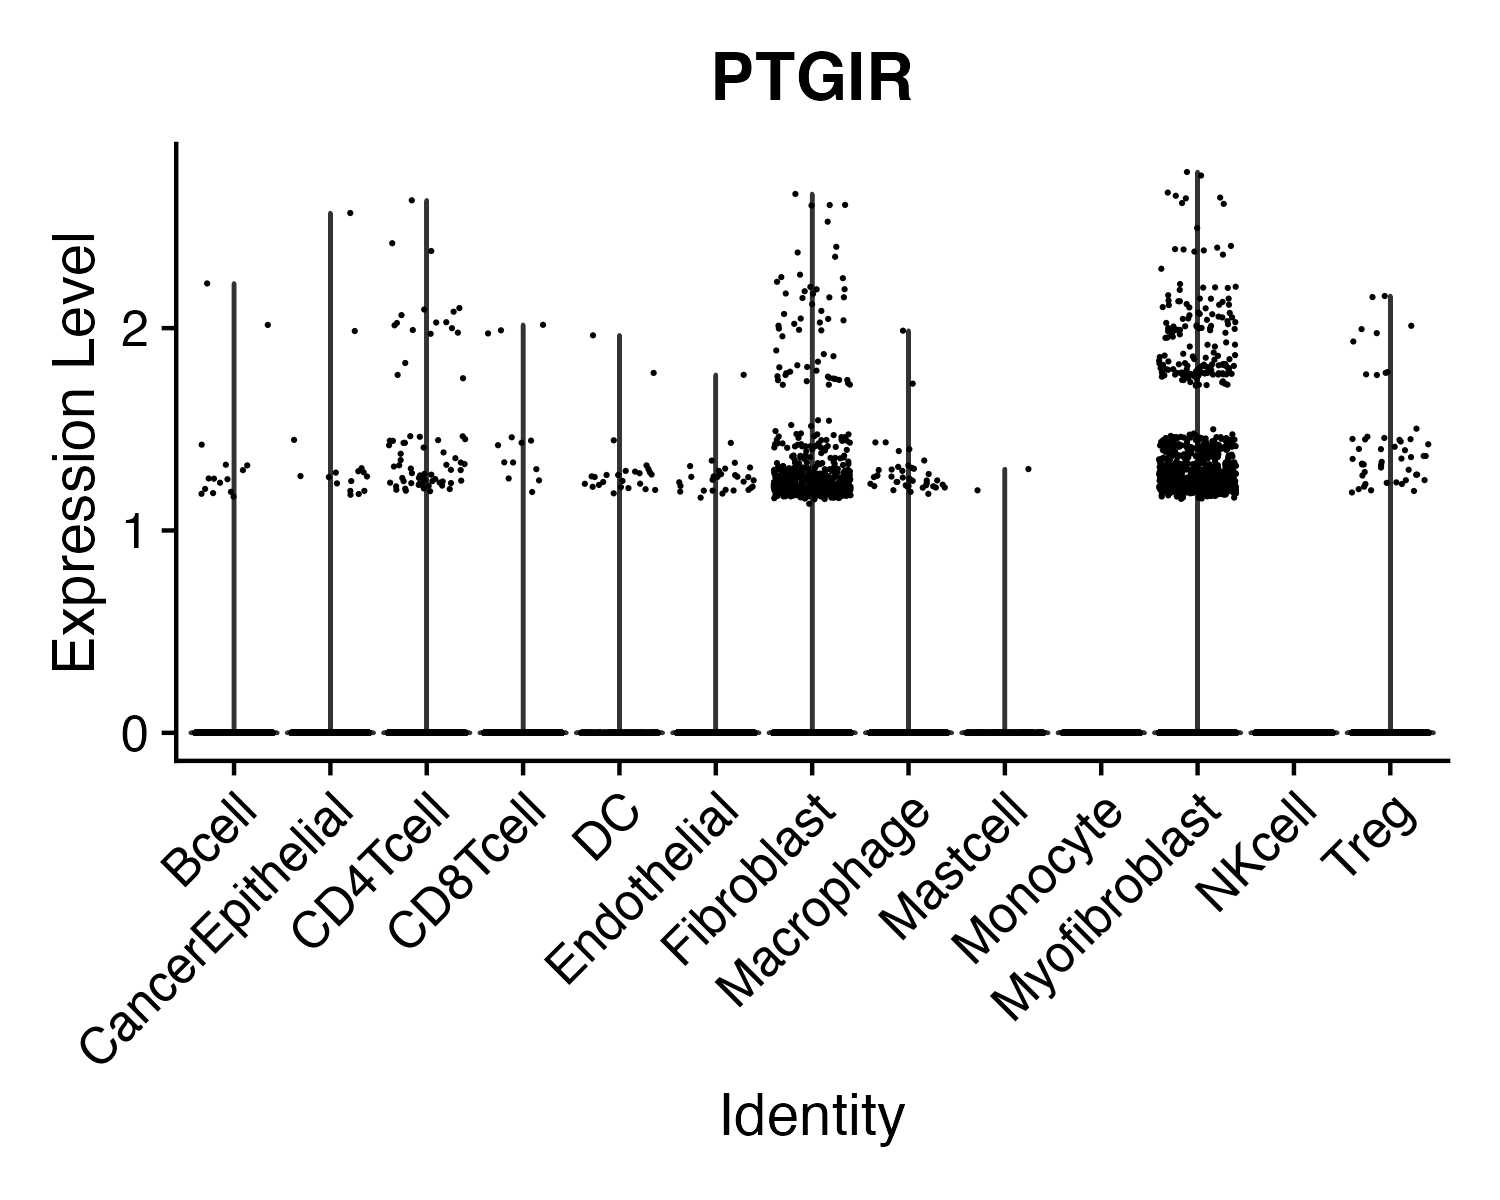 PTGIR
Expression Level
2
1
0
Bcell
CancerEpithelial
CD4Tcell
CD8Tcell
DC
Endothelial
Fibroblast
Macrophage
Mastcell
Monocyte
Myofibroblast
NKcell
Treg
Identity